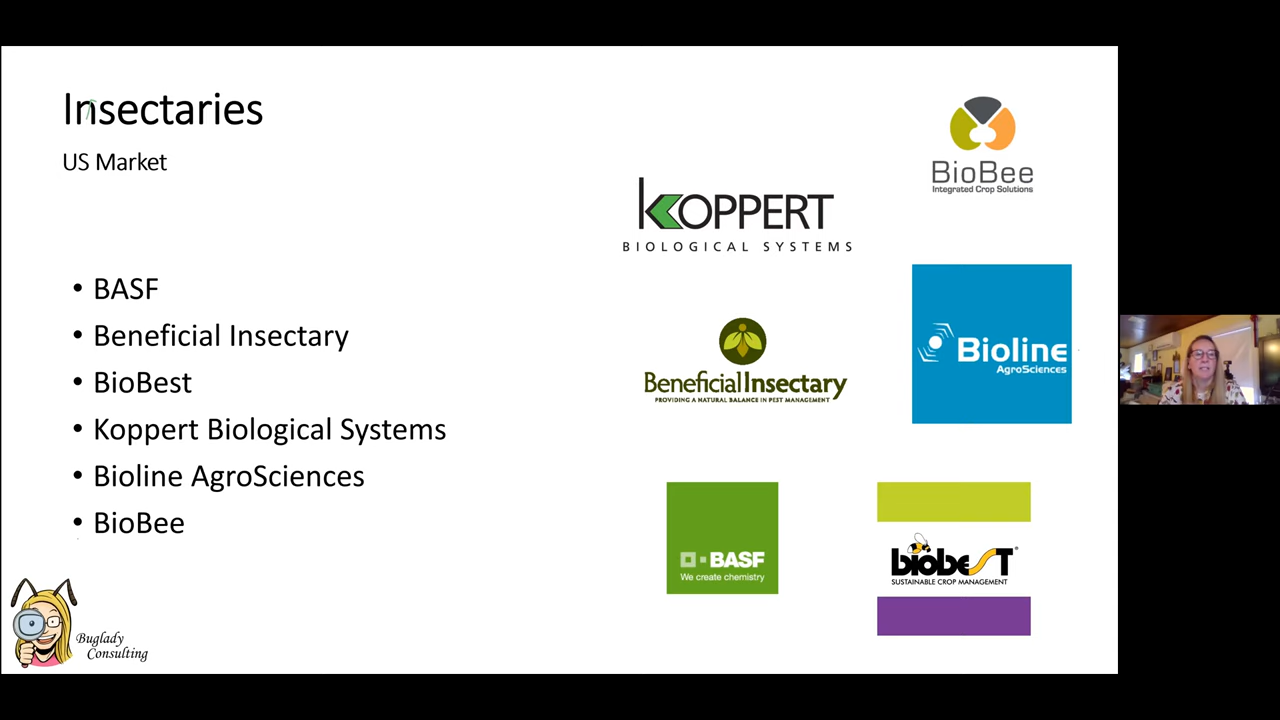 Insectaries
US Market
• BASF
• Beneficial Insectary
• BioBest
• Koppert Biological Systems
• Bioline AgroSciences
• BioBee
BioBee
Integrated Crop Solutions
KOPPERT
BIOLOGICAL SYSTEMS
Bioline
AgroSciences
BeneficialInsectary
PROVIDING A NATURAL BALANCE IN PEST MANAGEMENT
BASF
We create chemistry
biobesT®
SUSTAINABLE CROP MANAGEMENT
Buglady
Consulting